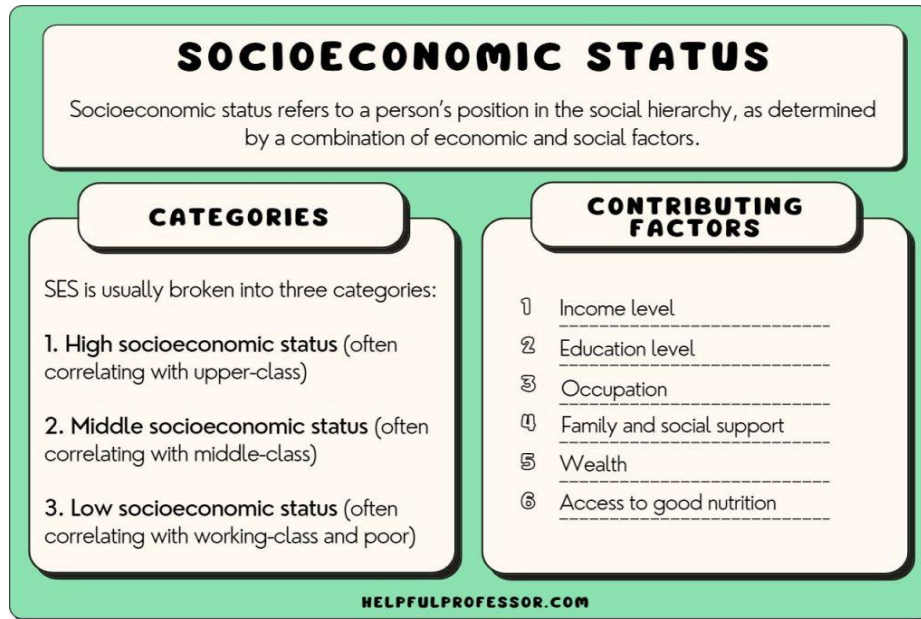 SOCIOECONOMIC STATUS
Socioeconomic status refers to a person's position in the social hierarchy, as determined
by a combination of economic and social factors.
CATEGORIES
SES is usually broken into three categories:
1. High socioeconomic status (often
correlating with upper-class)
2. Middle socioeconomic status (often
correlating with middle-class)
3. Low socioeconomic status (often
correlating with working-class and poor)
CONTRIBUTING
FACTORS
1 Income level
2 Education level
3 Occupation
4 Family and social support
5 Wealth
6 Access to good nutrition
HELPFULPROFESSOR.COM